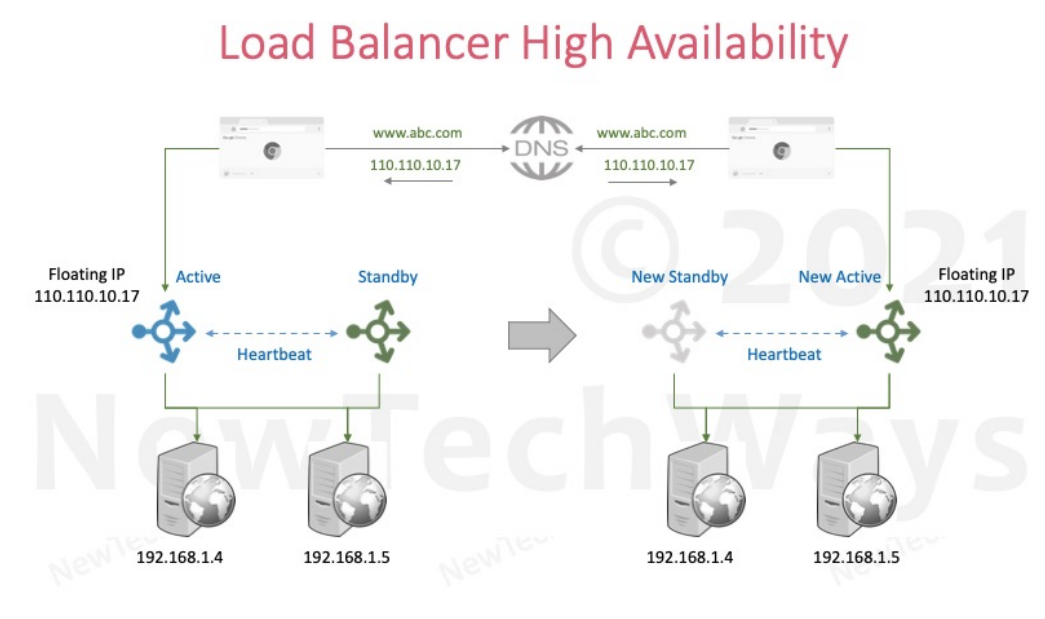 Load Balancer High Availability
www.abc.com
DNS
www.abc.com
110.110.10.17
110.110.10.17
© 2021
Floating IP
110.110.10.17
Active
Standby
New Standby
New Active
Floating IP
110.110.10.17
Heartbeat
Heartbeat
NewTechWays
192.168.1.4
192.168.1.5
192.168.1.4
192.168.1.5